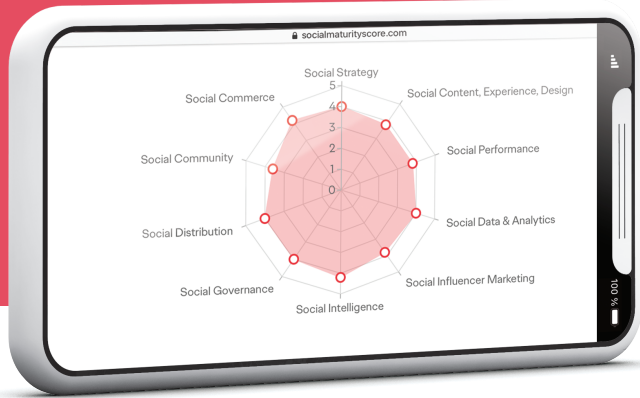 socialmaturityscore.com
Social Strategy
Social Commerce
Social Content, Experience, Design
Social Community
Social Performance
Social Distribution
Social Data & Analytics
Social Governance
Social Influencer Marketing
Social Intelligence
5
4
3
2
1
0
100 %